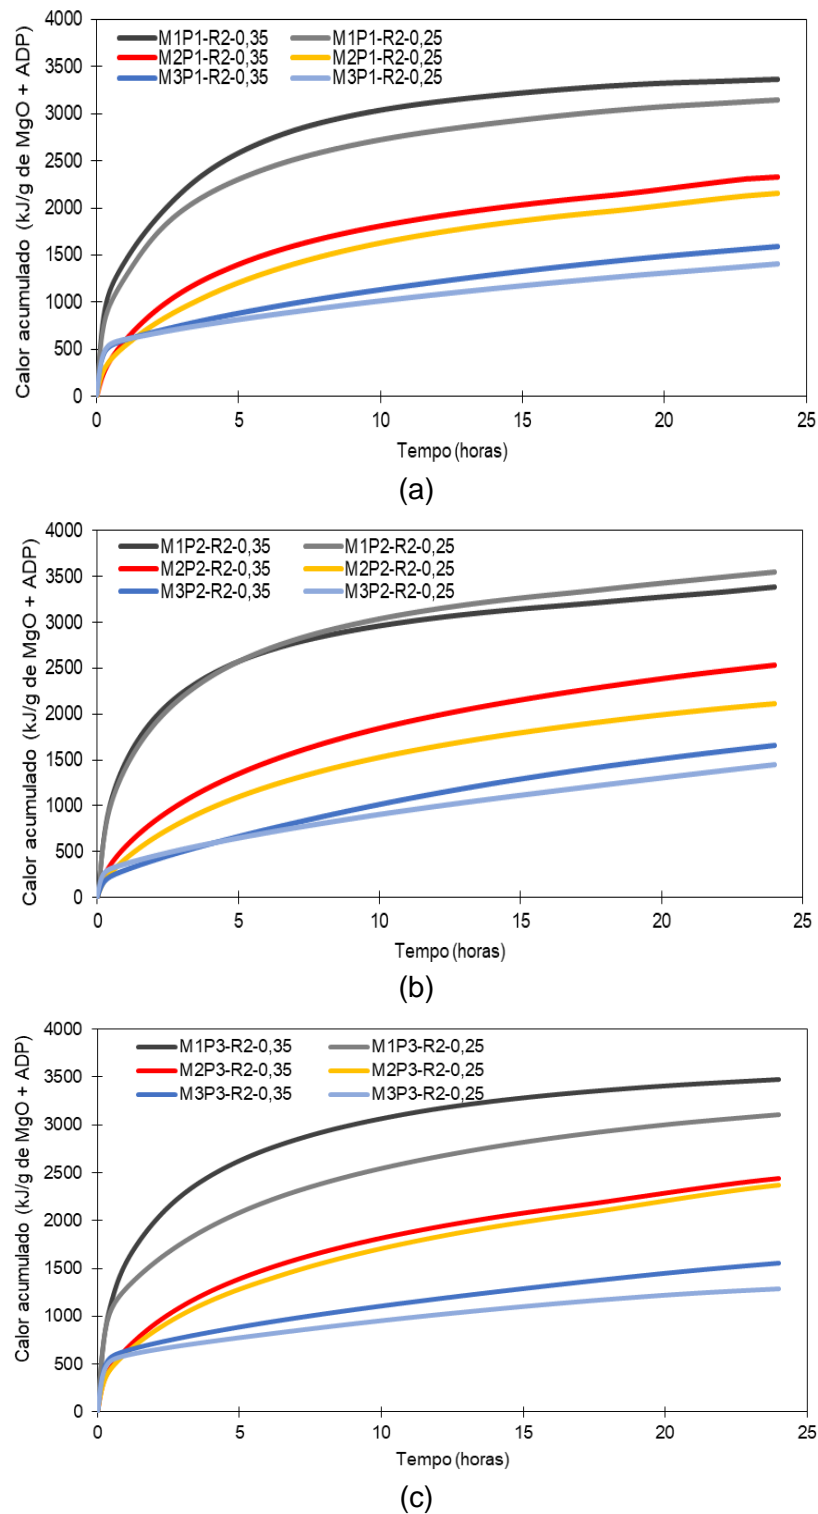 Calor acumulado (kJ/g de MgO + ADP)
4000
3500
3000
2500
2000
1500
1000
500
0
M1P1-R2-0,35 M1P1-R2-0,25
M2P1-R2-0,35 M2P1-R2-0,25
M3P1-R2-0,35 M3P1-R2-0,25
0 5 10 15 20 25
Tempo (horas)
(a)
Calor acumulado (kJ/g de MgO + ADP)
4000
3500
3000
2500
2000
1500
1000
500
0
M1P2-R2-0,35 M1P2-R2-0,25
M2P2-R2-0,35 M2P2-R2-0,25
M3P2-R2-0,35 M3P2-R2-0,25
0 5 10 15 20 25
Tempo (horas)
(b)
Calor acumulado (kJ/g de MgO + ADP)
4000
3500
3000
2500
2000
1500
1000
500
0
M1P3-R2-0,35 M1P3-R2-0,25
M2P3-R2-0,35 M2P3-R2-0,25
M3P3-R2-0,35 M3P3-R2-0,25
0 5 10 15 20 25
Tempo (horas)
(c)